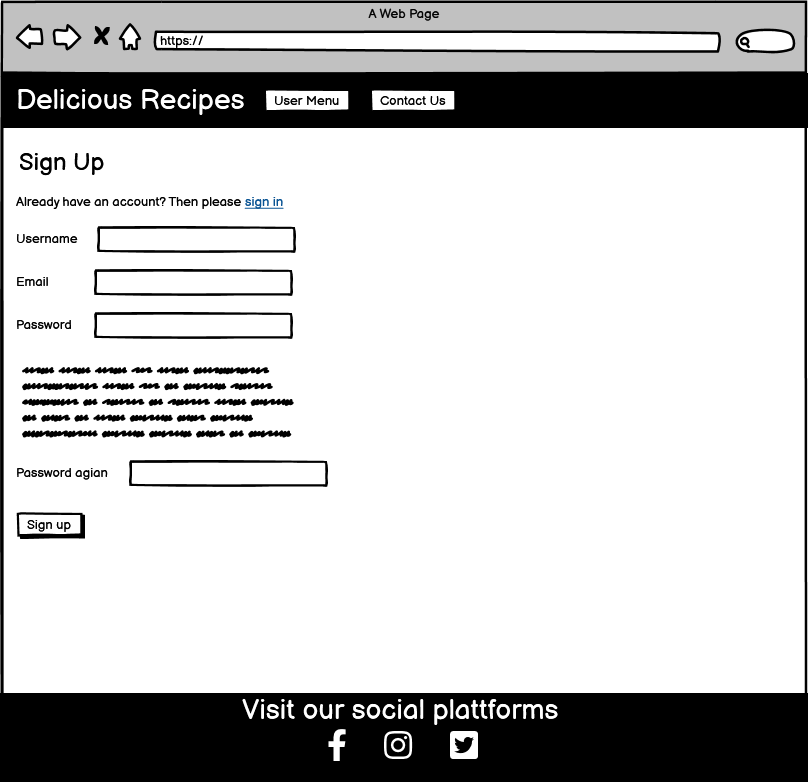 A Web Page
https://
Delicious Recipes User Menu Contact Us
Sign Up
Already have an account? Then please sign in
Username
Email
Password
Password agian
Sign up
Visit our social plattforms